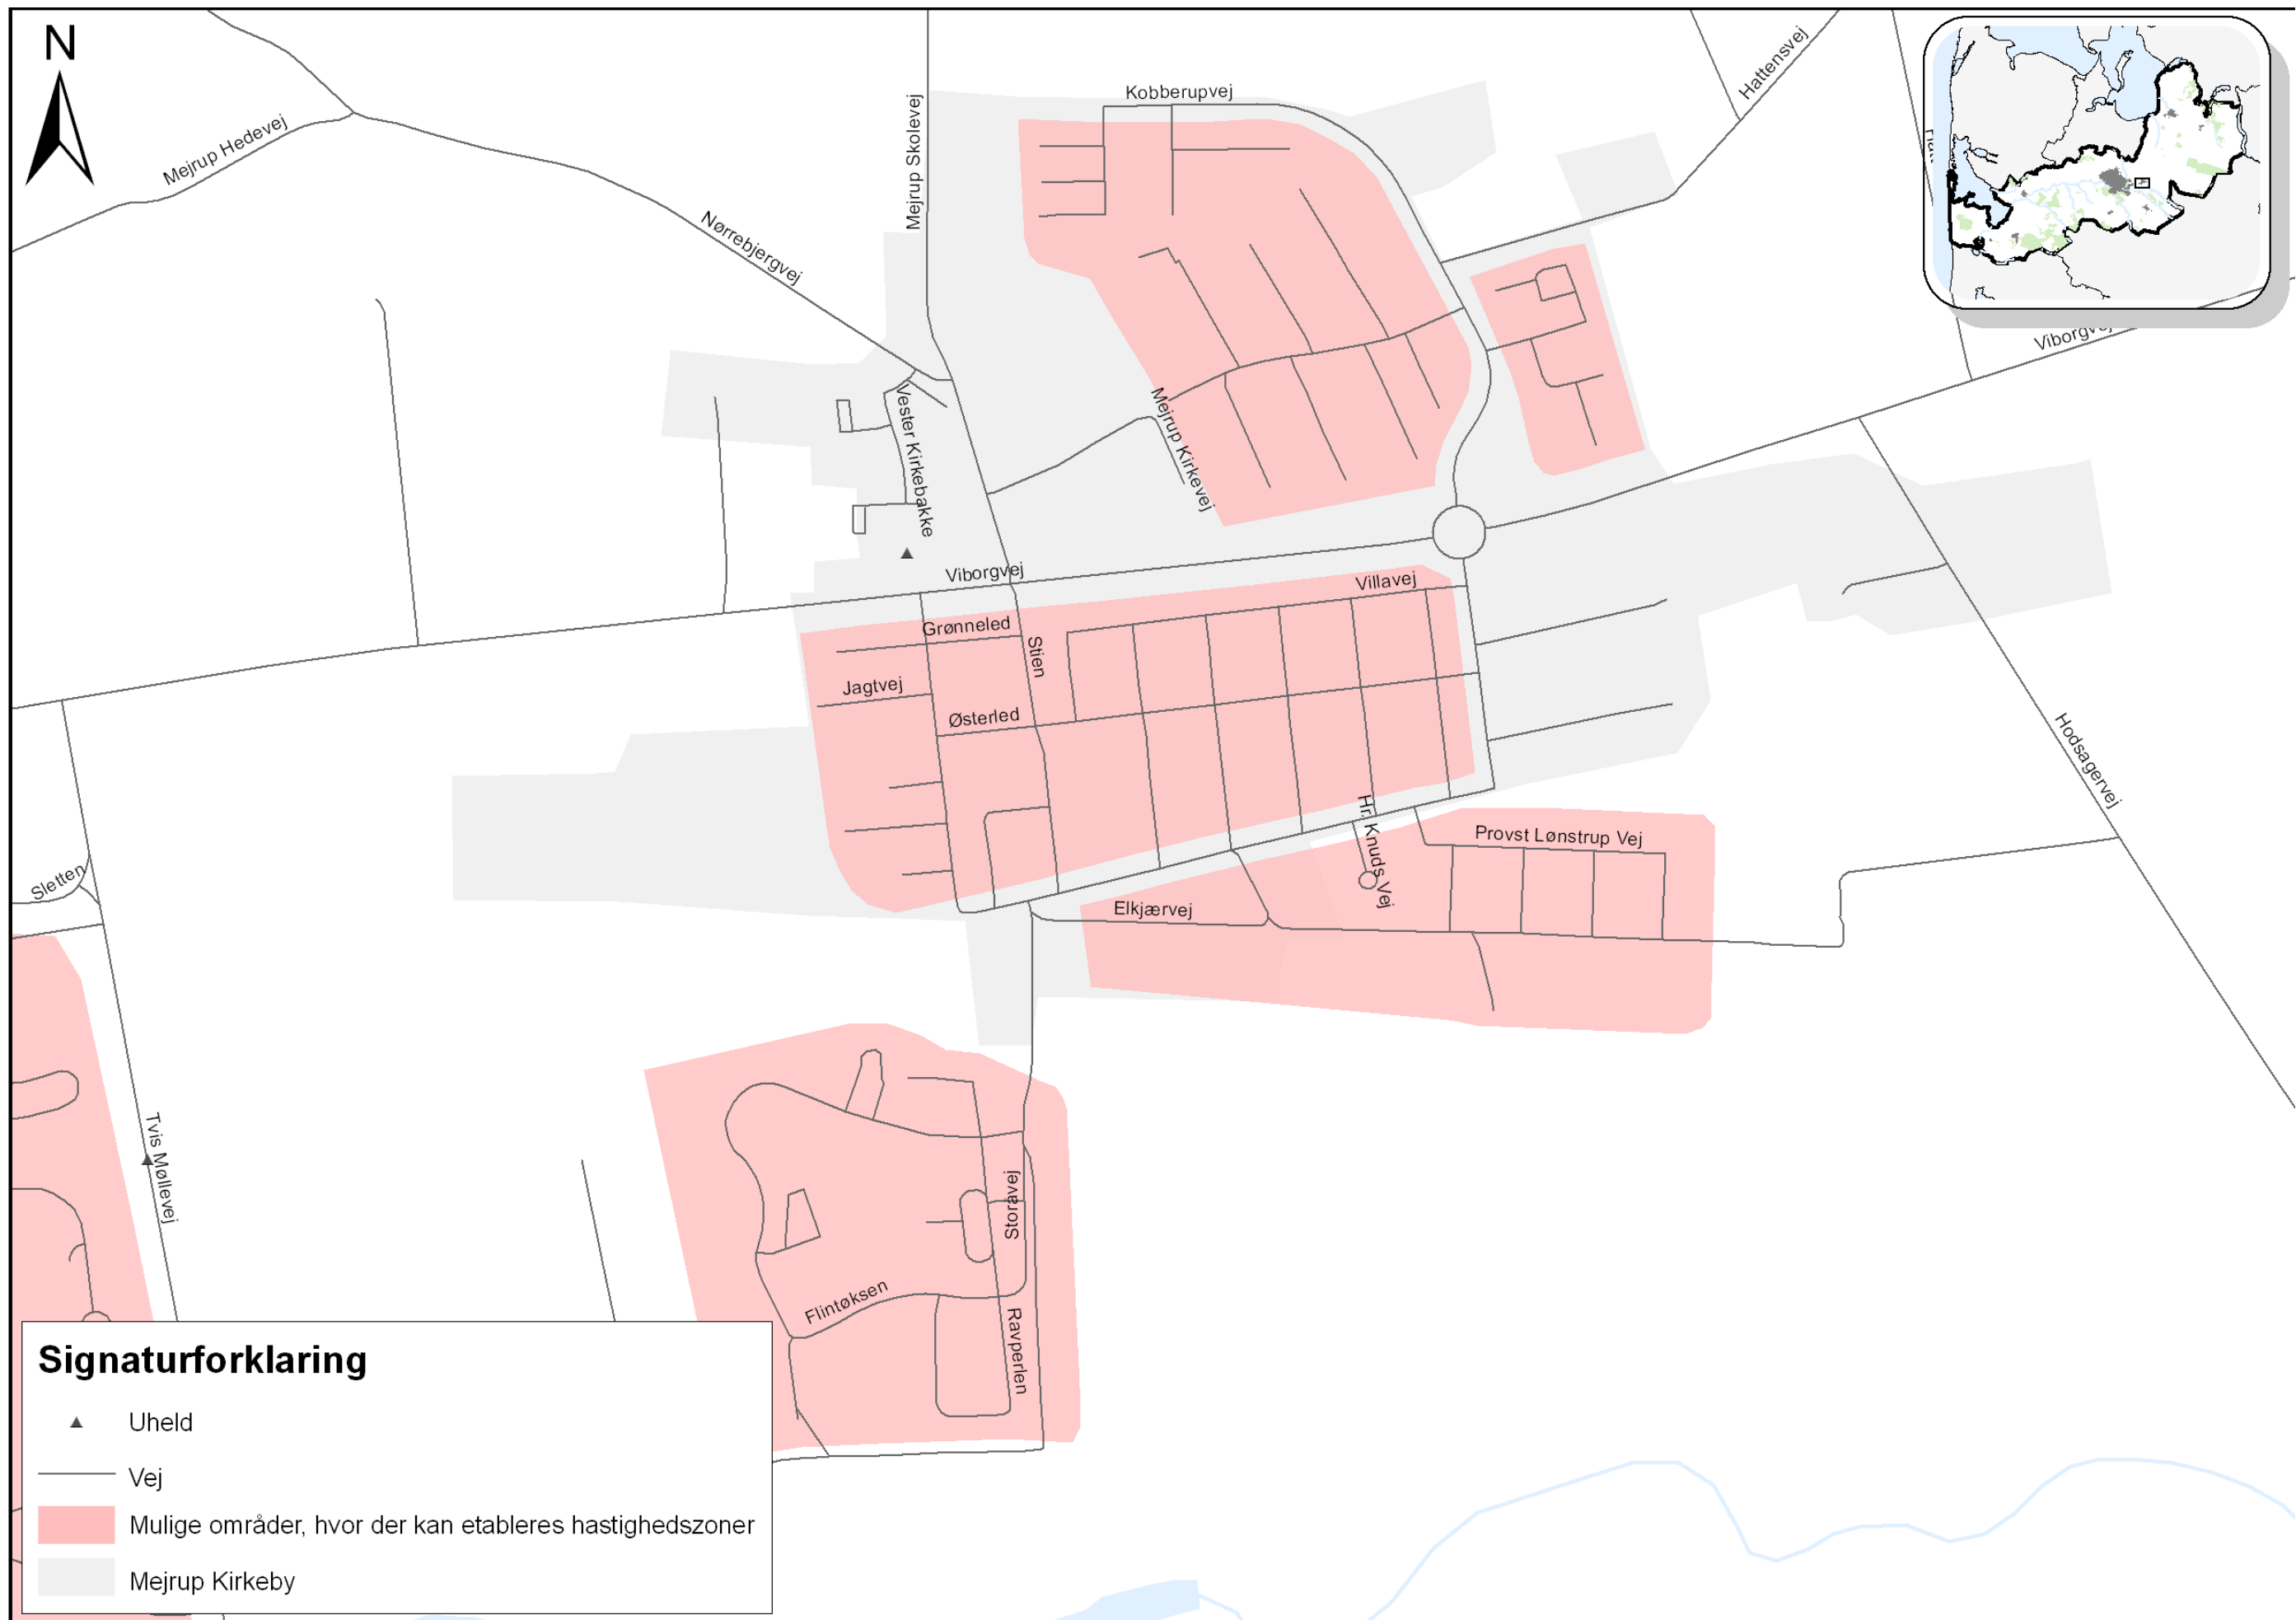 N
Kobberupvej
Hattensvej
Mejrup Skolevej
Mejrup Hedevej
Nørrebjergvej
Viborgvej
Vester Kirkebakke
Mejrup Kirkevej
Viborgvej
Villavej
Grønneled
Stien
Jagtvej
Østerled
Hodsagervej
Hr. Knuds Vej
Provst Lønstrup Vej
Sletten
Elkjærvej
Tvis Møllevej
Storavej
Flintøksen
Ravperlen
Signaturforklaring
Uheld
Vej
Mulige områder, hvor der kan etableres hastighedszoner
Mejrup Kirkeby